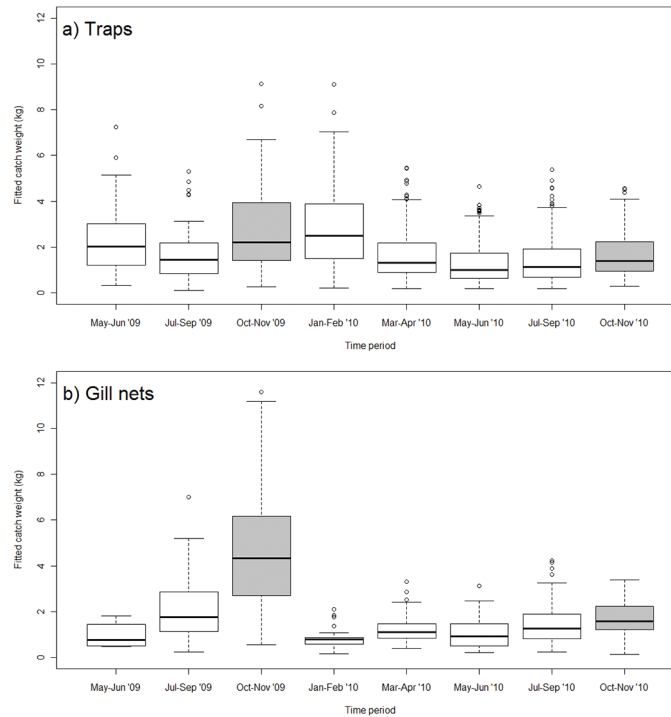 a) Traps
12
10
8
6
4
2
0
Fitted catch weight (kg)
May-Jun '09 Jul-Sep '09 Oct-Nov '09 Jan-Feb '10 Mar-Apr '10 May-Jun '10 Jul-Sep '10 Oct-Nov '10
Time period
b) Gill nets
12
10
8
6
4
2
0
Fitted catch weight (kg)
May-Jun '09 Jul-Sep '09 Oct-Nov '09 Jan-Feb '10 Mar-Apr '10 May-Jun '10 Jul-Sep '10 Oct-Nov '10
Time period